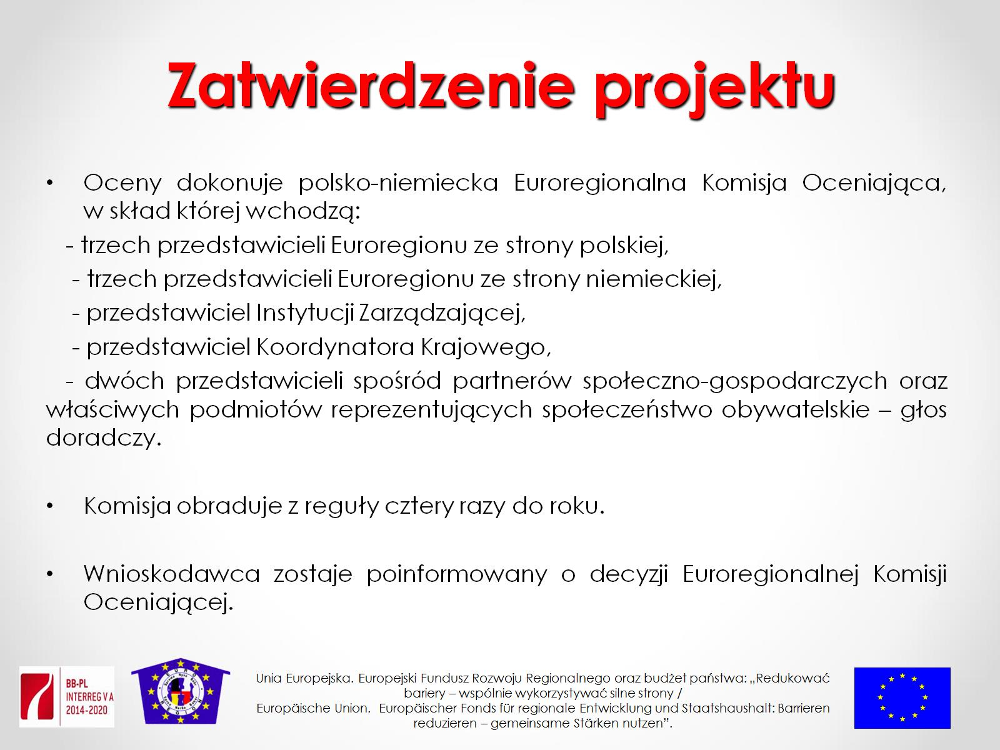 Zatwierdzenie projektu
• Oceny dokonuje polsko-niemiecka Euroregionalna Komisja Oceniająca,
w skład której wchodzą:
- trzech przedstawicieli Euroregionu ze strony polskiej,
- trzech przedstawicieli Euroregionu ze strony niemieckiej,
- przedstawiciel Instytucji Zarządzającej,
- przedstawiciel Koordynatora Krajowego,
- dwóch przedstawicieli spośród partnerów społeczno-gospodarczych oraz
właściwych podmiotów reprezentujących społeczeństwo obywatelskie – głos
doradczy.
• Komisja obraduje z reguły cztery razy do roku.
• Wnioskodawca zostaje poinformowany o decyzji Euroregionalnej Komisji
Oceniającej.
BB-PL
INTERREG V A
2014-2020
EURO
REGION
Unia Europejska. Europejski Fundusz Rozwoju Regionalnego oraz budżet państwa: „Redukować
bariery – wspólnie wykorzystywać silne strony /
Europäische Union. Europäischer Fonds für regionale Entwicklung und Staatshaushalt: Barrieren
reduzieren – gemeinsame Stärken nutzen”.